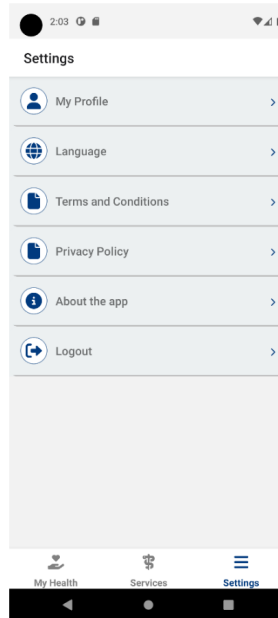 2:03
Settings
My Profile
Language
Terms and Conditions
Privacy Policy
About the app
Logout
My Health
Services
Settings